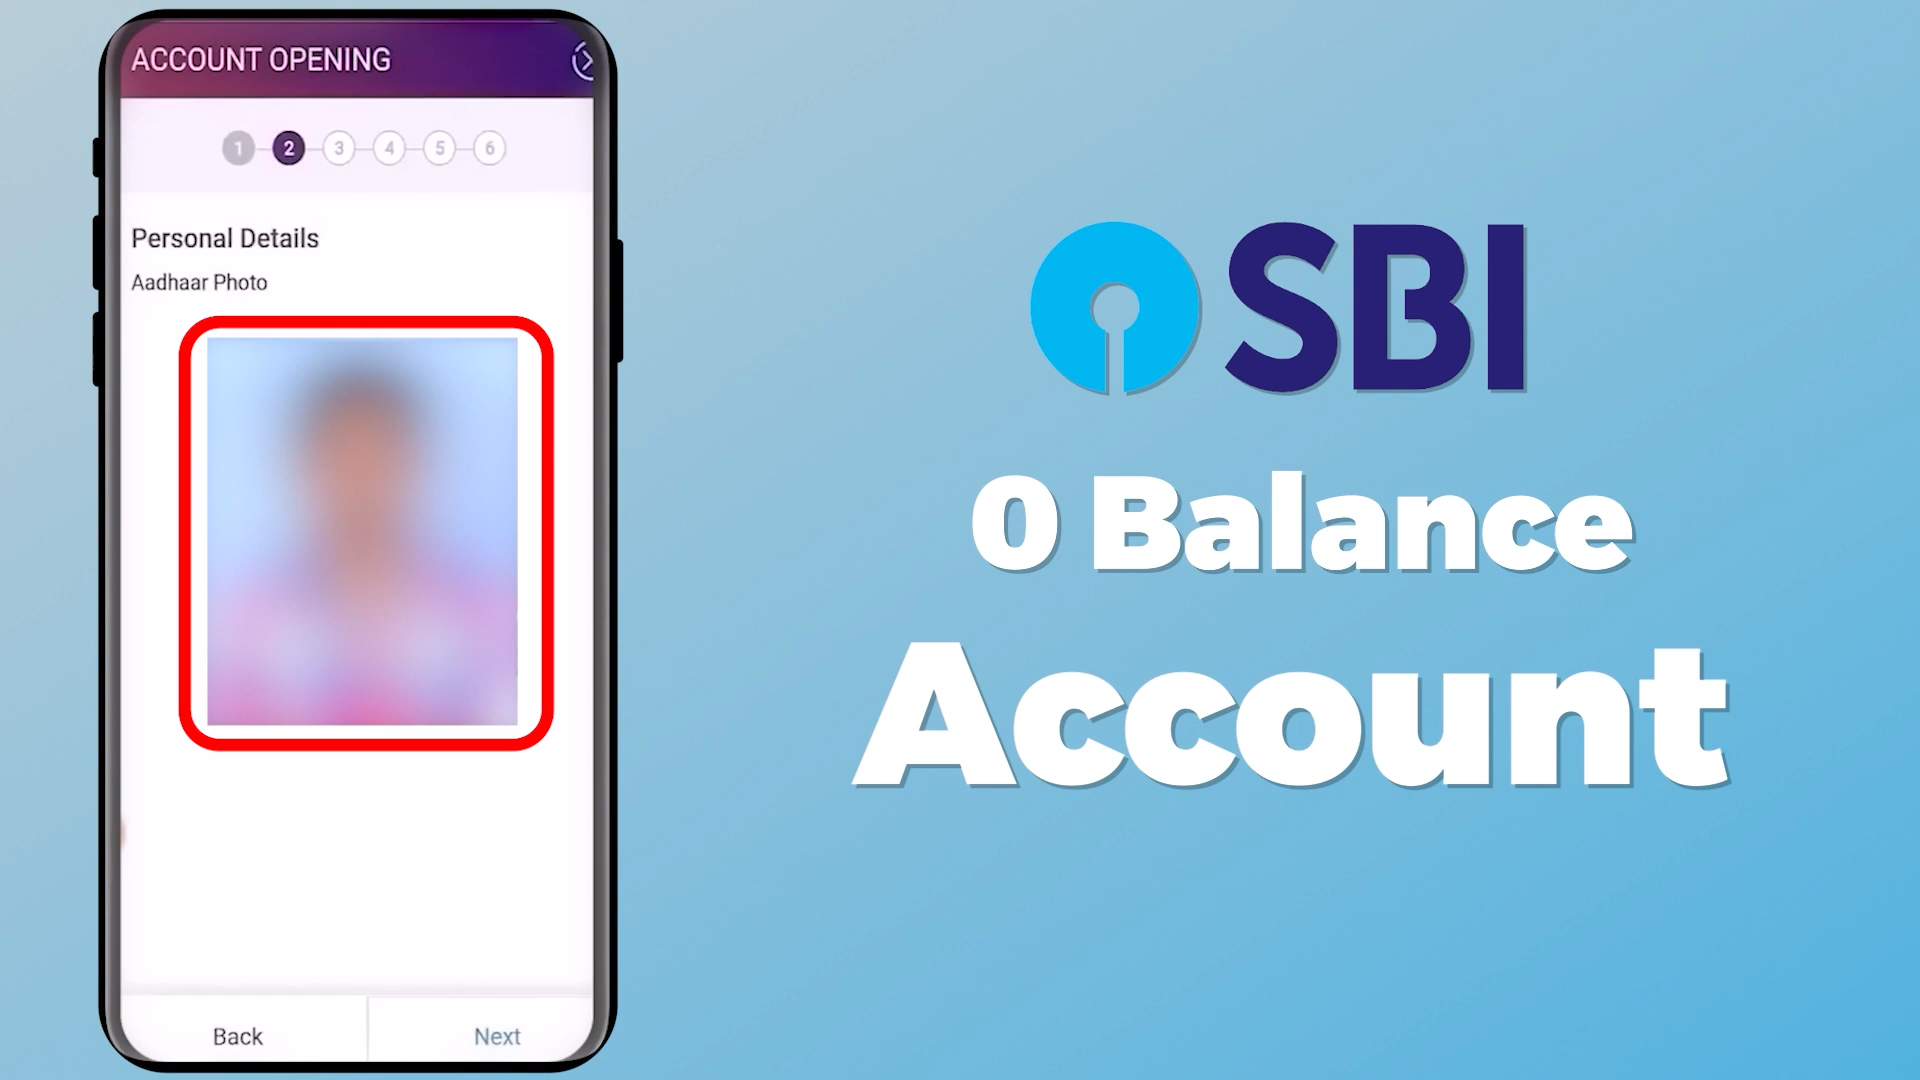 ACCOUNT OPENING
1 2 3 4 5 6
Personal Details
Aadhaar Photo
Back Next
SBI
0 Balance
Account